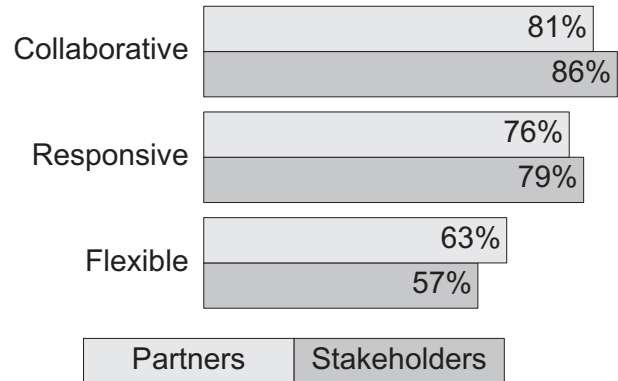 81%
Collaborative
86%
76%
Responsive
79%
63%
Flexible
57%
Partners Stakeholders